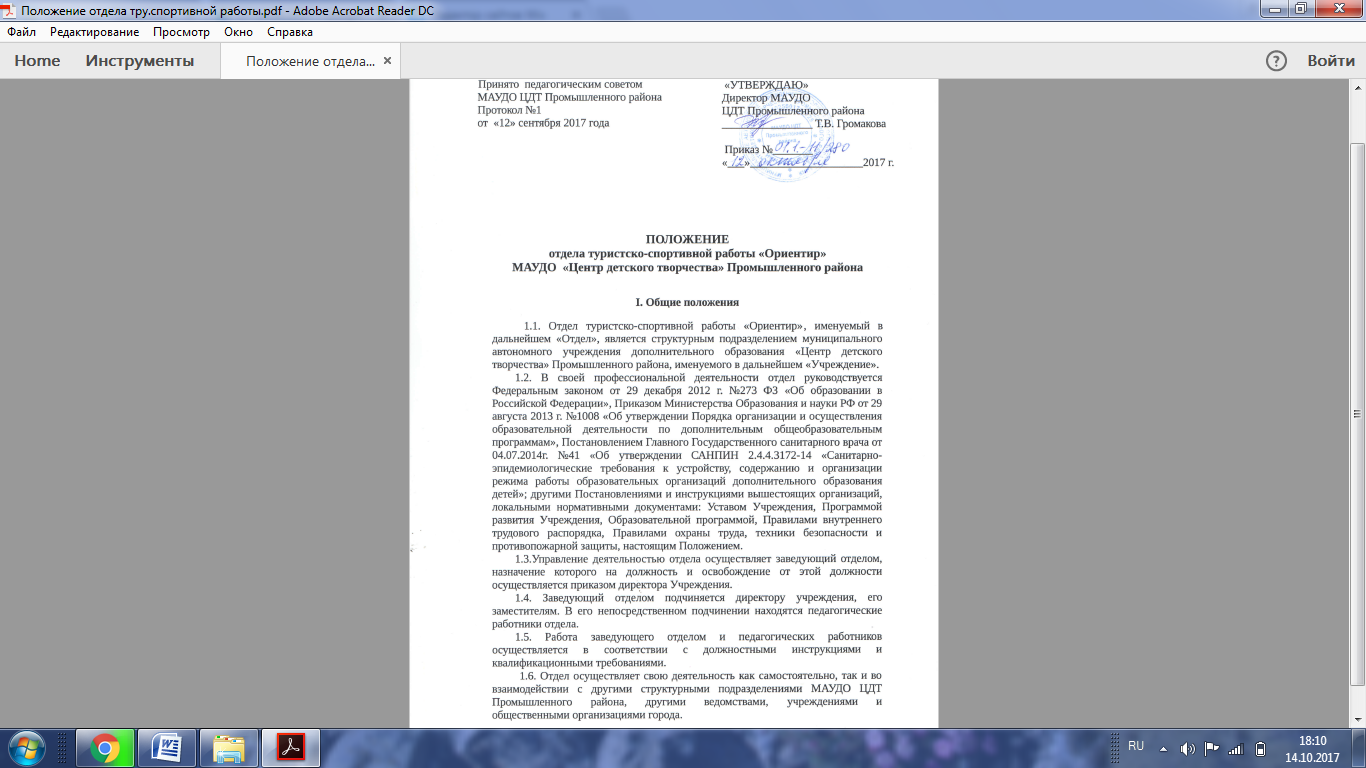 Положение отдела тру.спортивной работы.pdf - Adobe Acrobat Reader DC
Файл Редактирование Просмотр Окно Справка
Home Инструменты Положение отдела... × ? Войти
Принято педагогическим советом
МАУДО ЦДТ Промышленного района
Протокол №1
от «12» сентября 2017 года
«УТВЕРЖДАЮ»
Директор МАУДО
ЦДТ Промышленного района
Т.В. Громакова
Приказ № 01.1-11/280
«12» октября 2017 г.
ПОЛОЖЕНИЕ
отдела туристско-спортивной работы «Ориентир»
МАУДО «Центр детского творчества» Промышленного района
I. Общие положения
1.1. Отдел туристско-спортивной работы «Ориентир», именуемый в
дальнейшем «Отдел», является структурным подразделением муниципального
автономного учреждения дополнительного образования «Центр детского
творчества» Промышленного района, именуемого в дальнейшем «Учреждение».
1.2. В своей профессиональной деятельности отдел руководствуется
Федеральным законом от 29 декабря 2012 г. №273 ФЗ «Об образовании в
Российской Федерации», Приказом Министерства Образования и науки РФ от 29
августа 2013 г. №1008 «Об утверждении Порядка организации и осуществления
образовательной деятельности по дополнительным общеобразовательным
программам», Постановлением Главного Государственного санитарного врача от
04.07.2014г. №41 «Об утверждении САНПИН 2.4.4.3172-14 «Санитарно-
эпидемиологические требования к устройству, содержанию и организации
режима работы образовательных организаций дополнительного образования
детей»; другими Постановлениями и инструкциями вышестоящих организаций,
локальными нормативными документами: Уставом Учреждения, Программой
развития Учреждения, Образовательной программой, Правилами внутреннего
трудового распорядка, Правилами охраны труда, техники безопасности и
противопожарной защиты, настоящим Положением.
1.3.Управление деятельностью отдела осуществляет заведующий отделом,
назначение которого на должность и освобождение от этой должности
осуществляется приказом директора Учреждения.
1.4. Заведующий отделом подчиняется директору учреждения, его
заместителям. В его непосредственном подчинении находятся педагогические
работники отдела.
1.5. Работа заведующего отделом и педагогических работников
осуществляется в соответствии с должностными инструкциями и
квалификационными требованиями.
1.6. Отдел осуществляет свою деятельность как самостоятельно, так и во
взаимодействии с другими структурными подразделениями МАУДО ЦДТ
Промышленного района, другими ведомствами, учреждениями и
общественными организациями города.
RU
18:10
14.10.2017